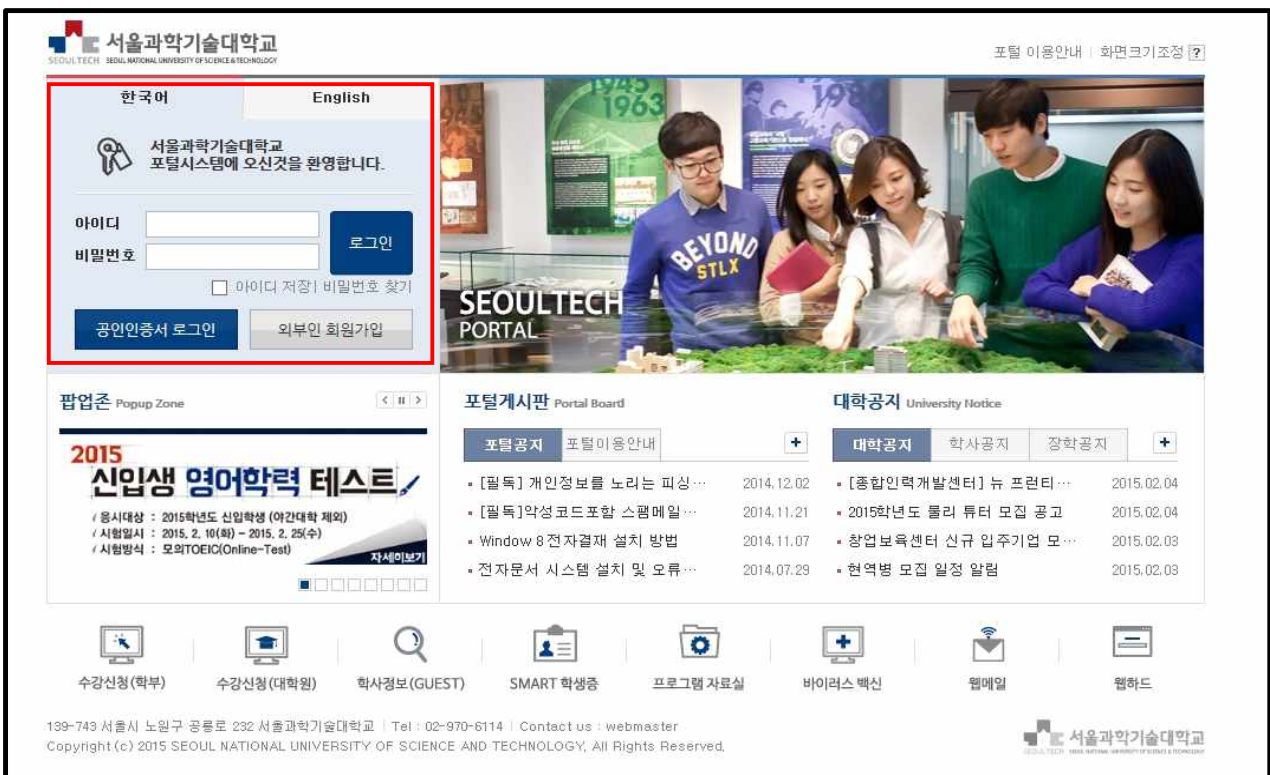 서울과학기술대학교
SEOULTECH SEOUL NATIONAL UNIVERSITY OF SCIENCE & TECHNOLOGY
포털 이용안내 | 화면크기조정 ?
한국어 English
서울과학기술대학교
포털시스템에 오신것을 환영합니다.
아이디
비밀번호
로그인
아이디 저장| 비밀번호 찾기
공인인증서 로그인 외부인 회원가입
1945
1963
BEYOND
STLX
SEOULTECH
PORTAL
팝업존 Popup Zone
2015
신입생 영어학력 테스트
/ 응시대상 : 2015학년도 신입학생 (야간대학 제외)
/ 시험일시 : 2015. 2. 10(화) - 2015. 2. 25(수)
/ 시험방식 : 모의TOEIC(Online-Test)
자세히보기
포털게시판 Portal Board
포털공지 포털이용안내 +
[필독] 개인정보를 노리는 피싱… 2014.12.02
[필독]악성코드포함 스팸메일… 2014.11.21
Window 8 전자결재 설치 방법 2014.11.07
전자문서 시스템 설치 및 오류… 2014.07.29
대학공지 University Notice
대학공지 학사공지 장학공지 +
[종합인력개발센터] 뉴 프런티… 2015.02.04
2015학년도 물리 튜터 모집 공고 2015.02.04
창업보육센터 신규 입주기업 모… 2015.02.03
현역병 모집 일정 알림 2015.02.03
수강신청(학부) 수강신청(대학원) 학사정보(GUEST) SMART 학생증 프로그램 자료실 바이러스 백신 웹메일 웹하드
139-743 서울시 노원구 공릉로 232 서울과학기술대학교 | Tel : 02-970-6114 | Contact us : webmaster
Copyright (c) 2015 SEOUL NATIONAL UNIVERSITY OF SCIENCE AND TECHNOLOGY, All Rights Reserved.
서울과학기술대학교
SEOULTECH SEOUL NATIONAL UNIVERSITY OF SCIENCE & TECHNOLOGY